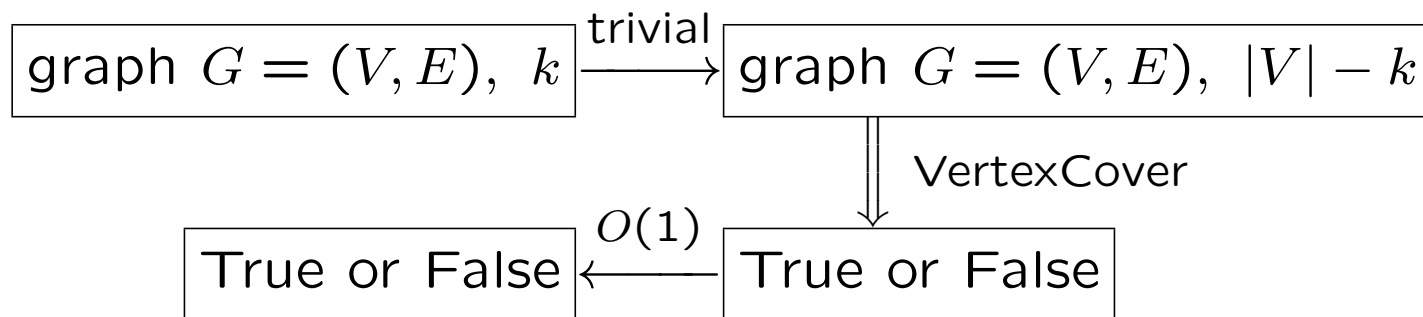 trivial
graph G = (V, E), k
graph G = (V, E), |V| − k
VertexCover
O(1)
True or False
True or False